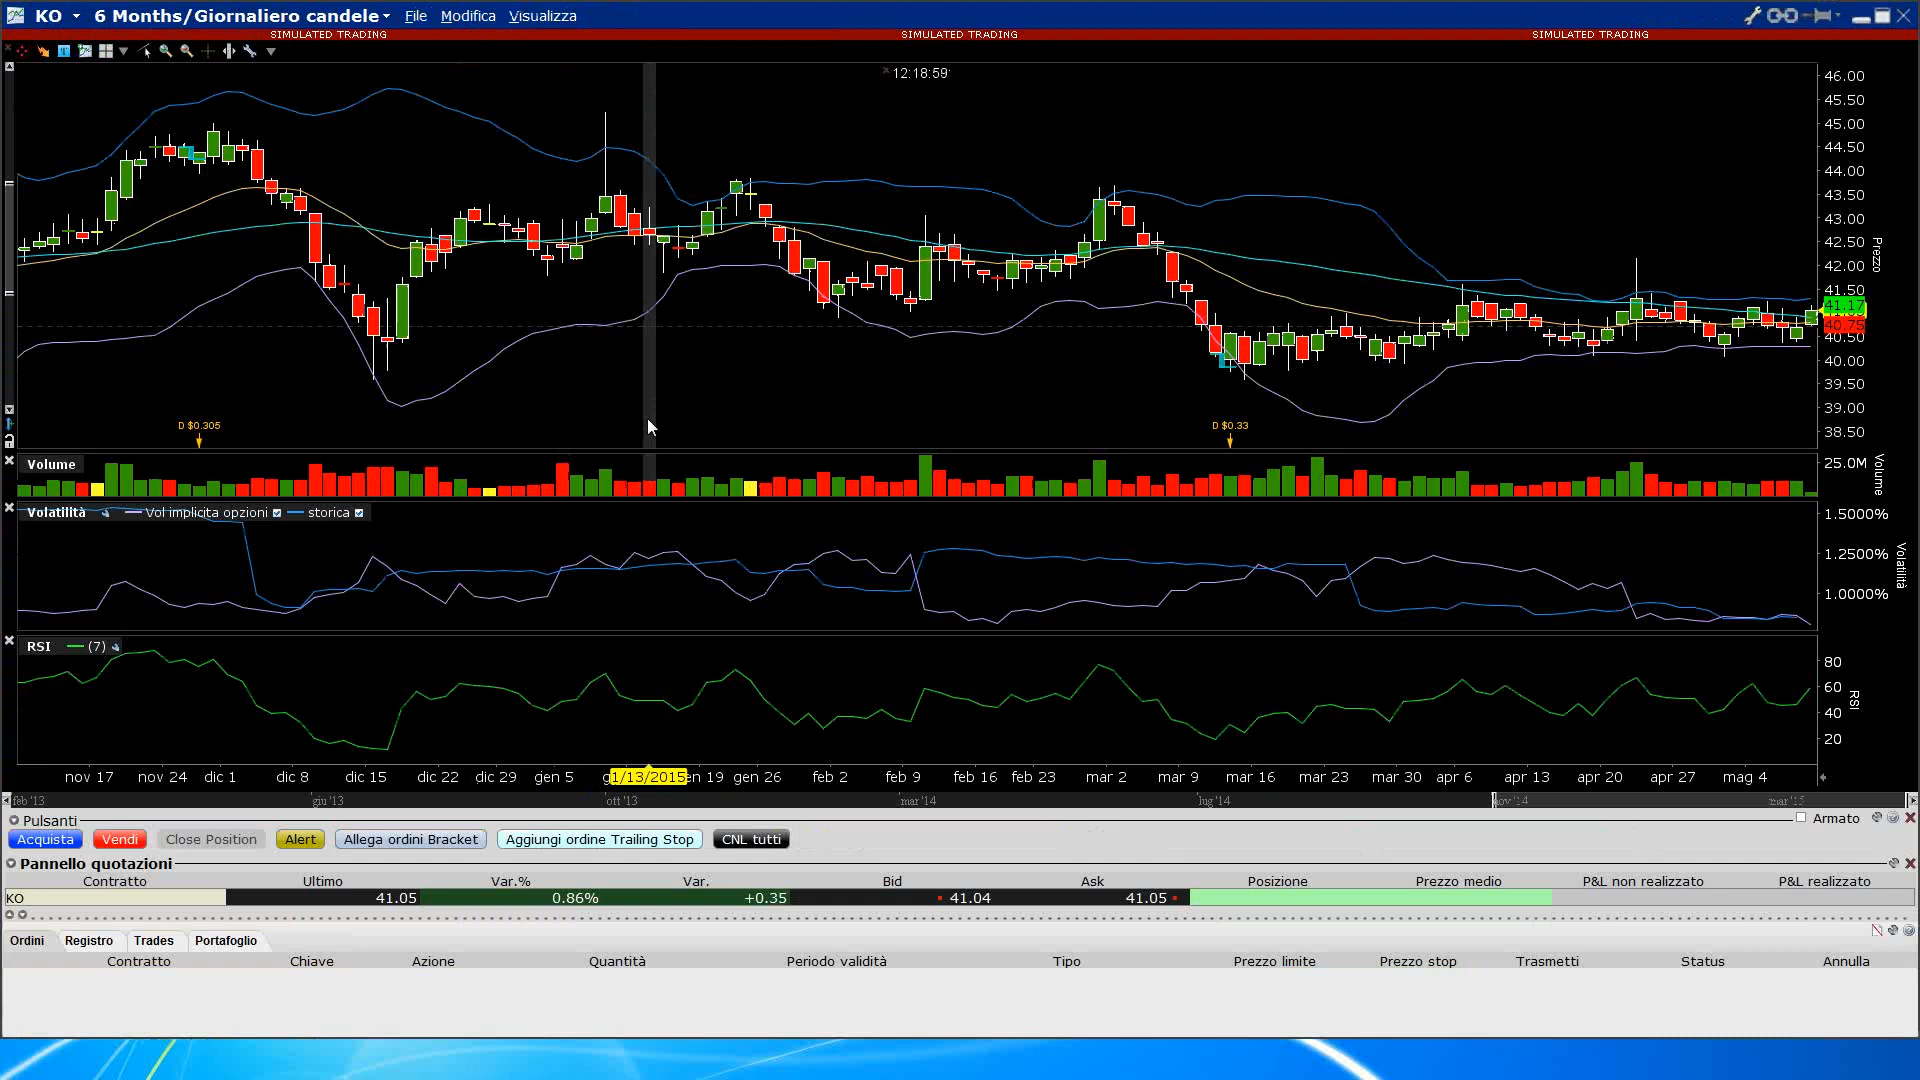 KO 6 Months/Giornaliero candele File Modifica Visualizza
SIMULATED TRADING SIMULATED TRADING SIMULATED TRADING
12:18:59
46.00
45.50
45.00
44.50
44.00
43.50
43.00
42.50
42.00
41.50
41.17
40.75
40.50
40.00
39.50
39.00
38.50
Prezzo
D $0.305
D $0.33
Volume
25.0M
Volume
Volatilità Vol implicita opzioni storica
1.5000%
1.2500%
1.0000%
Volatilità
RSI (7)
80
60
40
20
RSI
nov 17 nov 24 dic 1 dic 8 dic 15 dic 22 dic 29 gen 5 1/13/2015 en 19 gen 26 feb 2 feb 9 feb 16 feb 23 mar 2 mar 9 mar 16 mar 23 mar 30 apr 6 apr 13 apr 20 apr 27 mag 4
feb '13 giu '13 ott '13 mar '14 lug '14 nov '14 mar '15
Pulsanti Armato
Acquista Vendi Close Position Alert Allega ordini Bracket Aggiungi ordine Trailing Stop CNL tutti
Pannello quotazioni
Contratto Ultimo Var.% Var. Bid Ask Posizione Prezzo medio P&L non realizzato P&L realizzato
KO 41.05 0.86% +0.35 41.04 41.05
Ordini Registro Trades Portafoglio
Contratto Chiave Azione Quantità Periodo validità Tipo Prezzo limite Prezzo stop Trasmetti Status Annulla